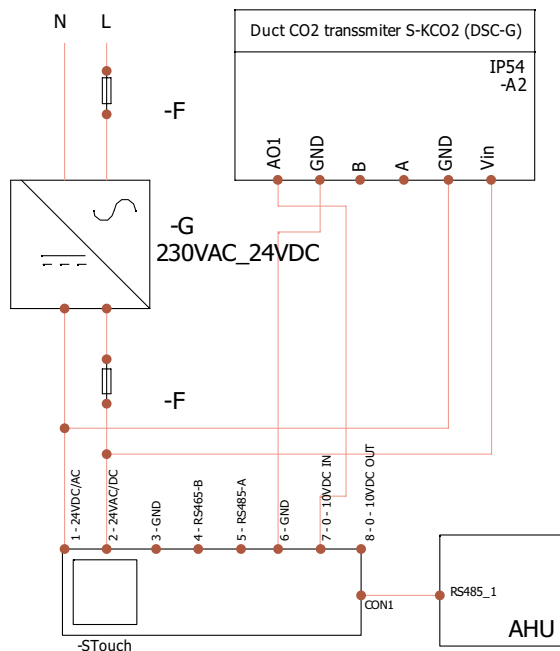 N L
Duct CO2 transsmiter S-KCO2 (DSC-G)
IP54
-A2
-F
AO1
GND
B
A
GND
Vin
-G
230VAC_24VDC
-F
1 - 24VDC/AC
2 - 24VAC/DC
3 - GND
4 - RS465-B
5 - RS485-A
6 - GND
7 - 0 - 10VDC IN
8 - 0 - 10VDC OUT
CON1
RS485_1
AHU
-STouch